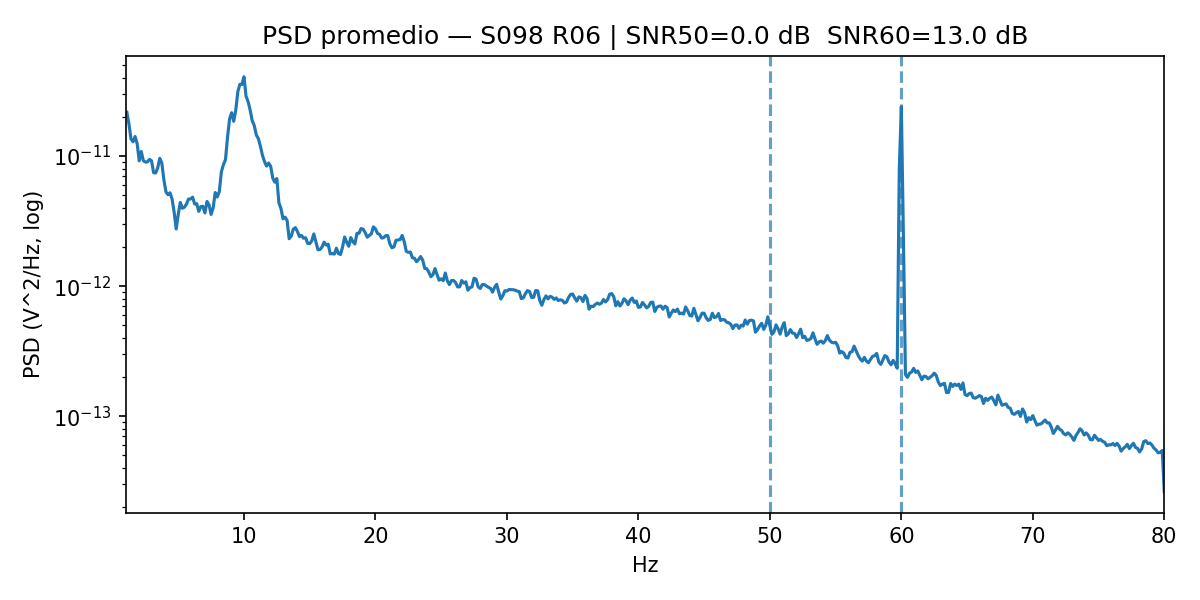 PSD promedio — S098 R06 | SNR50=0.0 dB  SNR60=13.0 dB
PSD (V^2/Hz, log)
10⁻¹¹
10⁻¹²
10⁻¹³
10 20 30 40 50 60 70 80
Hz